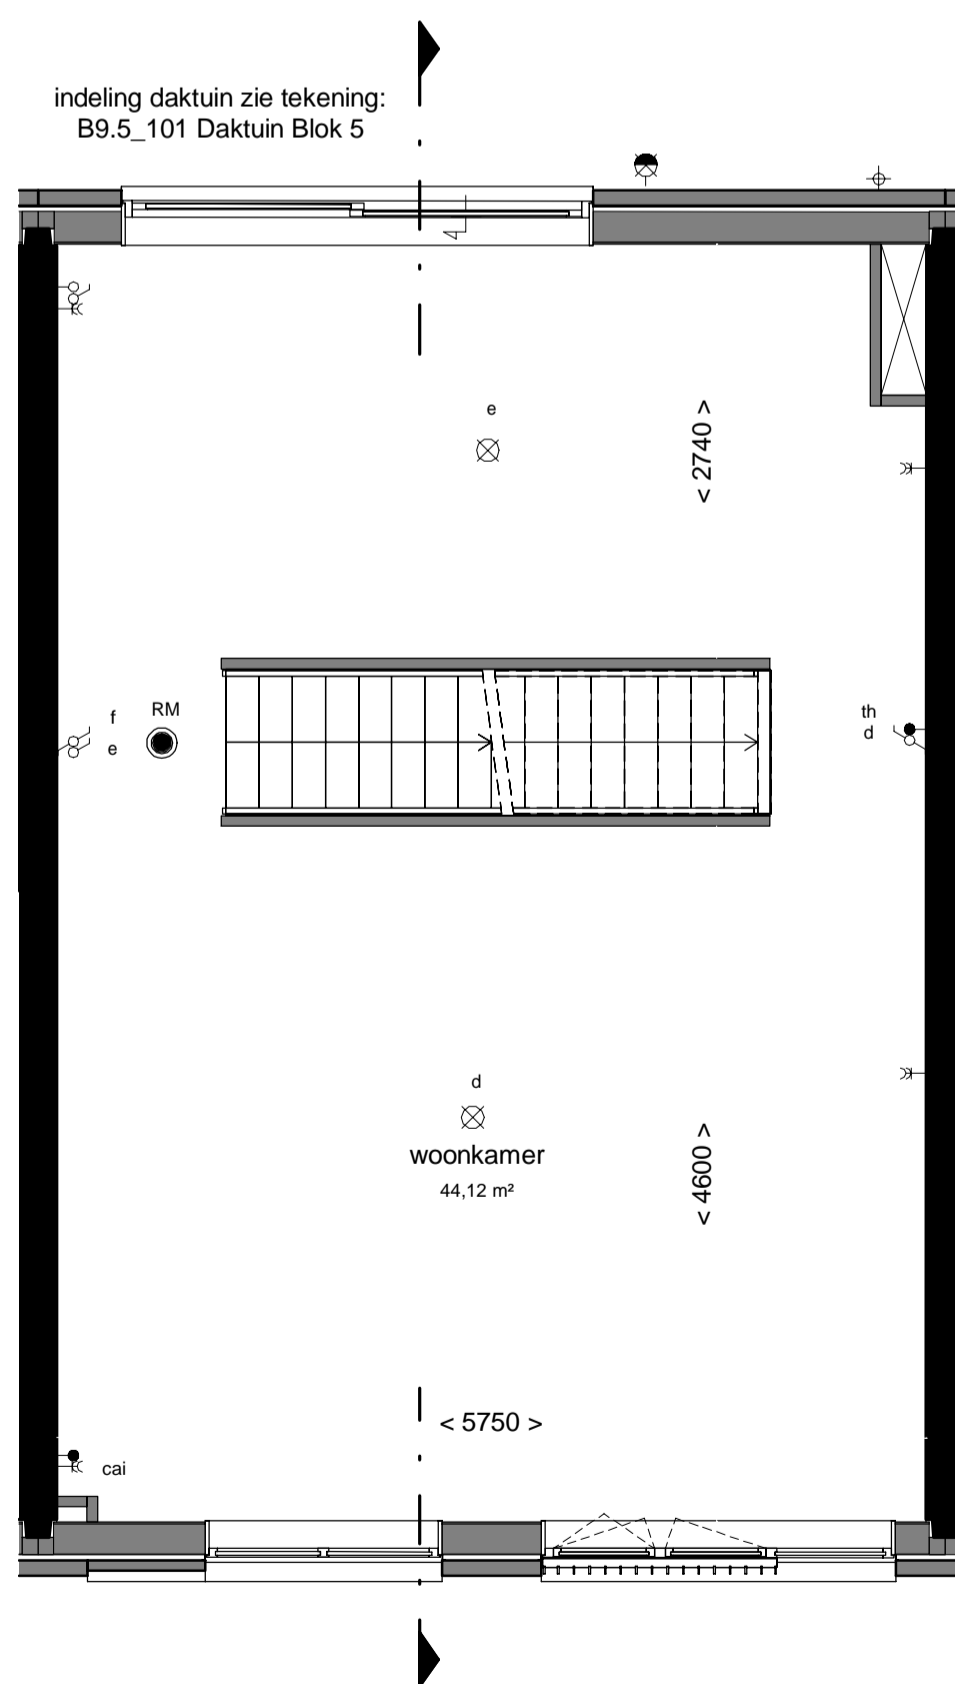 indeling daktuin zie tekening:
B9.5_101 Daktuin Blok 5
e
< 2740 >
f
RM
e
th
d
d
woonkamer
44,12 m²
< 4600 >
< 5750 >
cai